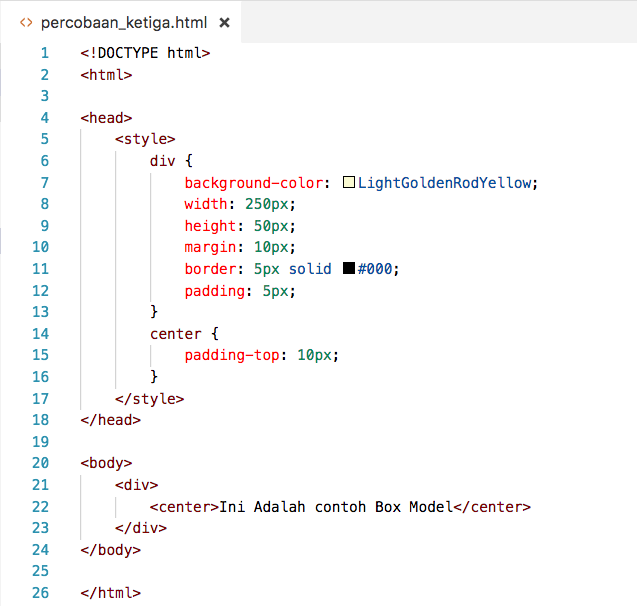 percobaan_ketiga.html
1 <!DOCTYPE html>
2 <html>
3
4 <head>
5     <style>
6         div {
7             background-color: LightGoldenRodYellow;
8             width: 250px;
9             height: 50px;
10             margin: 10px;
11             border: 5px solid #000;
12             padding: 5px;
13         }
14         center {
15             padding-top: 10px;
16         }
17     </style>
18 </head>
19
20 <body>
21     <div>
22         <center>Ini Adalah contoh Box Model</center>
23     </div>
24 </body>
25
26 </html>